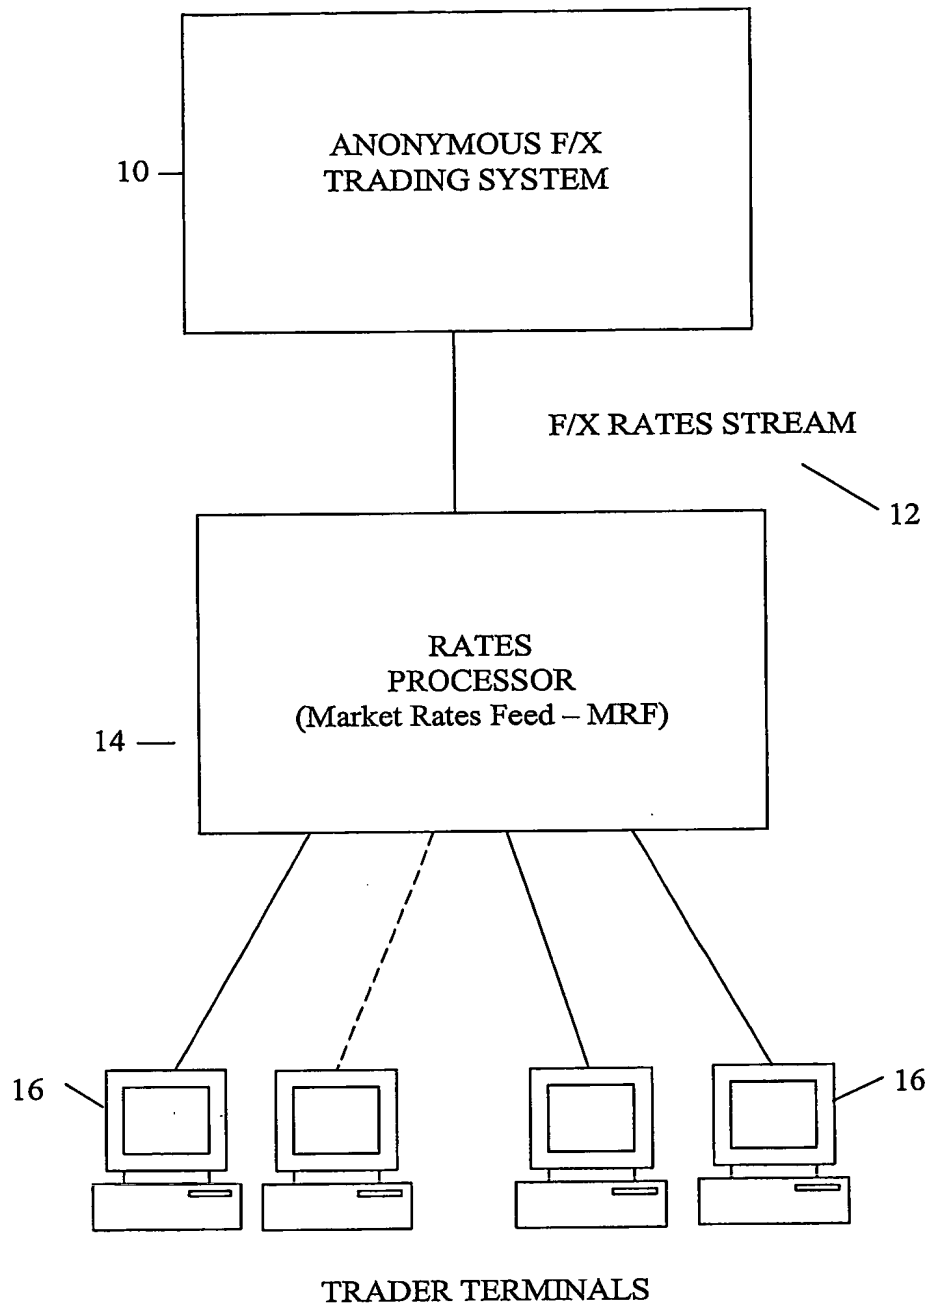 ANONYMOUS F/X
TRADING SYSTEM
10
F/X RATES STREAM
12
RATES
PROCESSOR
(Market Rates Feed – MRF)
14
16
16
TRADER TERMINALS